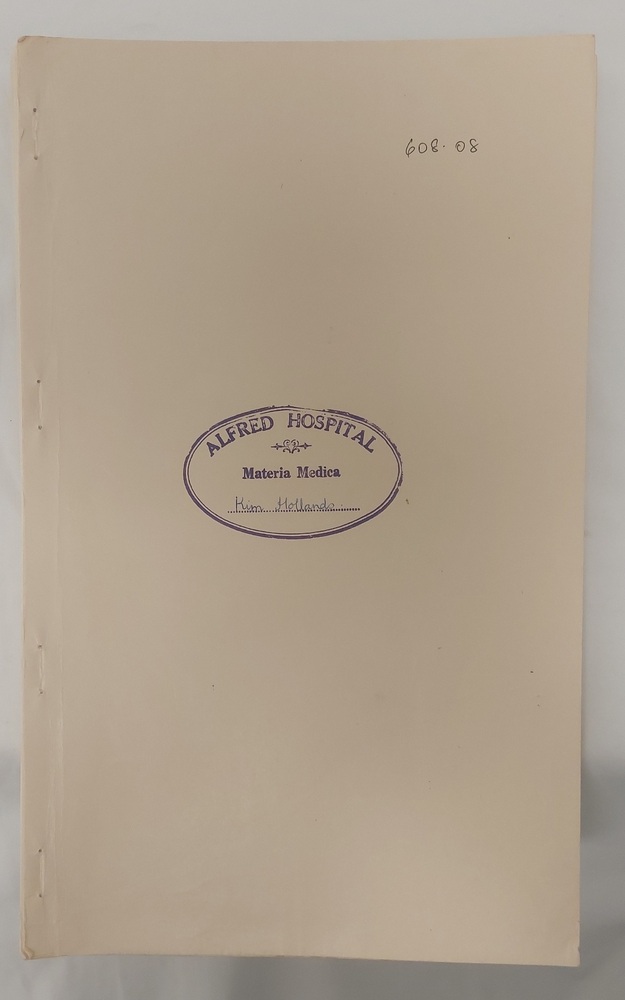 608.08
ALFRED HOSPITAL
Materia Medica
Kim Hollands